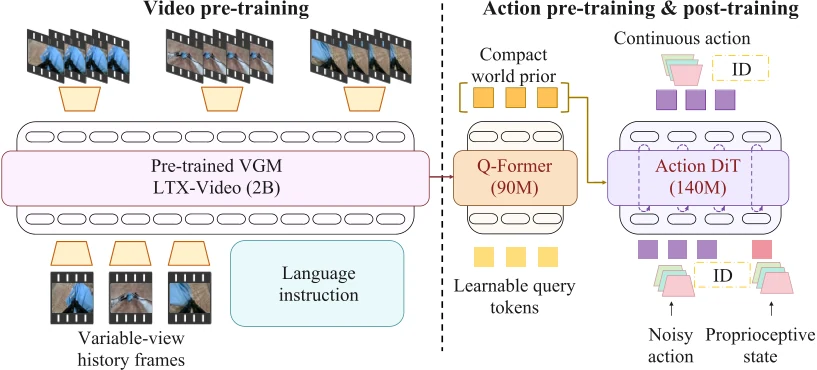 Video pre-training
Action pre-training & post-training
Compact
world prior
Continuous action
ID
Pre-trained VGM
LTX-Video (2B)
Q-Former
(90M)
Action DiT
(140M)
Language
instruction
Learnable query
tokens
ID
Variable-view
history frames
Noisy
action
Proprioceptive
state